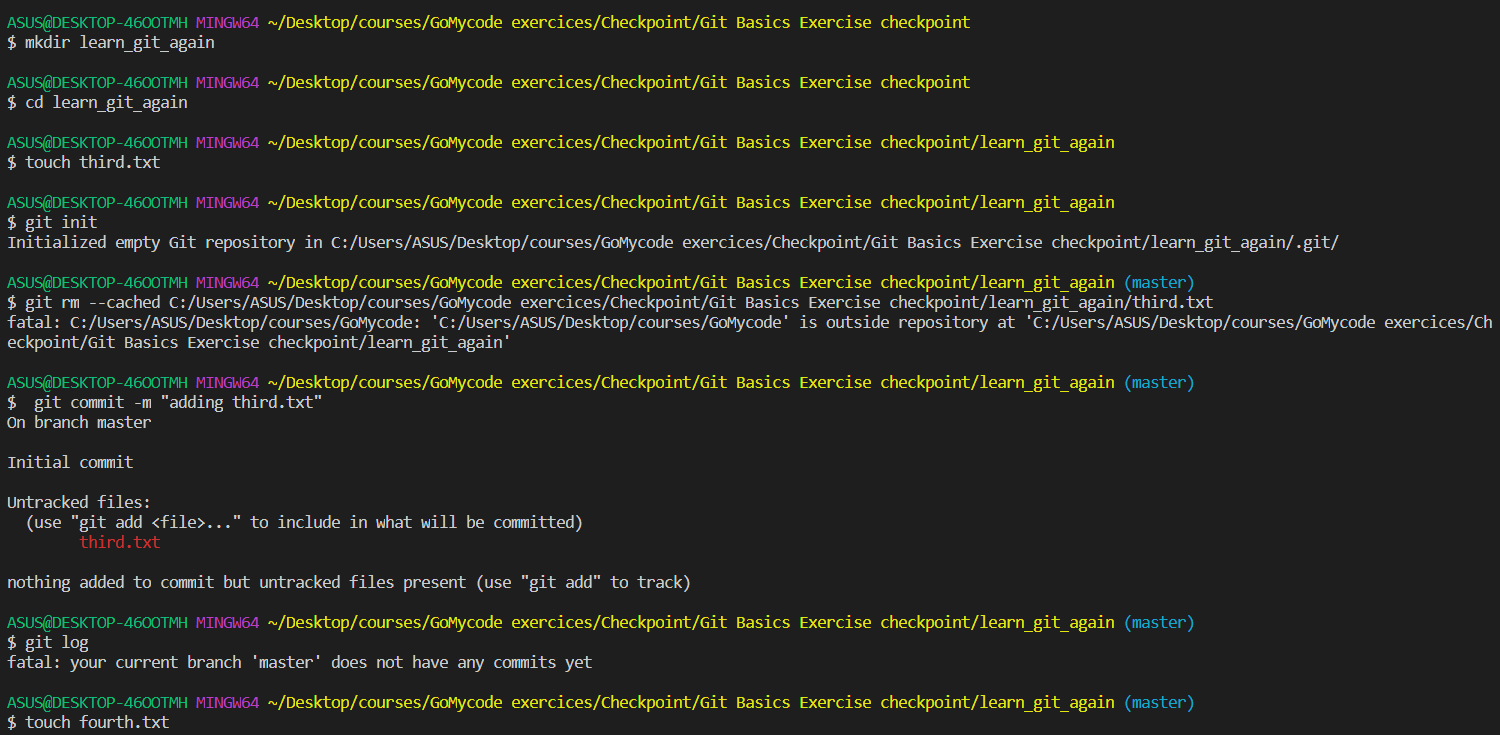 ASUS@DESKTOP-46OOTMH MINGW64 ~/Desktop/courses/GoMycode exercices/Checkpoint/Git Basics Exercise checkpoint
$ mkdir learn_git_again
ASUS@DESKTOP-46OOTMH MINGW64 ~/Desktop/courses/GoMycode exercices/Checkpoint/Git Basics Exercise checkpoint
$ cd learn_git_again
ASUS@DESKTOP-46OOTMH MINGW64 ~/Desktop/courses/GoMycode exercices/Checkpoint/Git Basics Exercise checkpoint/learn_git_again
$ touch third.txt
ASUS@DESKTOP-46OOTMH MINGW64 ~/Desktop/courses/GoMycode exercices/Checkpoint/Git Basics Exercise checkpoint/learn_git_again
$ git init
Initialized empty Git repository in C:/Users/ASUS/Desktop/courses/GoMycode exercices/Checkpoint/Git Basics Exercise checkpoint/learn_git_again/.git/
ASUS@DESKTOP-46OOTMH MINGW64 ~/Desktop/courses/GoMycode exercices/Checkpoint/Git Basics Exercise checkpoint/learn_git_again (master)
$ git rm --cached C:/Users/ASUS/Desktop/courses/GoMycode exercices/Checkpoint/Git Basics Exercise checkpoint/learn_git_again/third.txt
fatal: C:/Users/ASUS/Desktop/courses/GoMycode: 'C:/Users/ASUS/Desktop/courses/GoMycode' is outside repository at 'C:/Users/ASUS/Desktop/courses/GoMycode exercices/Ch
eckpoint/Git Basics Exercise checkpoint/learn_git_again'
ASUS@DESKTOP-46OOTMH MINGW64 ~/Desktop/courses/GoMycode exercices/Checkpoint/Git Basics Exercise checkpoint/learn_git_again (master)
$  git commit -m "adding third.txt"
On branch master
Initial commit
Untracked files:
  (use "git add <file>..." to include in what will be committed)
        third.txt
nothing added to commit but untracked files present (use "git add" to track)
ASUS@DESKTOP-46OOTMH MINGW64 ~/Desktop/courses/GoMycode exercices/Checkpoint/Git Basics Exercise checkpoint/learn_git_again (master)
$ git log
fatal: your current branch 'master' does not have any commits yet
ASUS@DESKTOP-46OOTMH MINGW64 ~/Desktop/courses/GoMycode exercices/Checkpoint/Git Basics Exercise checkpoint/learn_git_again (master)
$ touch fourth.txt